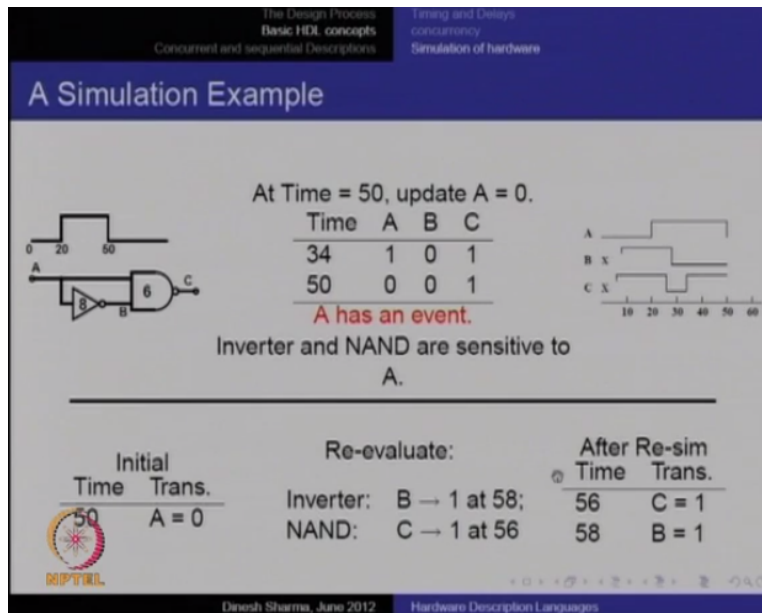 The Design Process
Basic HDL concepts
Concurrent and sequential Descriptions
Timing and Delays
concurrency
Simulation of hardware
A Simulation Example
At Time = 50, update A = 0.
Time A B C
34 1 0 1
50 0 0 1
A has an event.
Inverter and NAND are sensitive to
A.
0 20 50
A
8
B
6
C
A
B X
C X
10 20 30 40 50 60
Initial
Time Trans.
50 A = 0
Re-evaluate:
Inverter: B → 1 at 58;
NAND: C → 1 at 56
After Re-sim
Time Trans.
56 C = 1
58 B = 1
NPTEL
Dinesh Sharma, June 2012
Hardware Description Languages